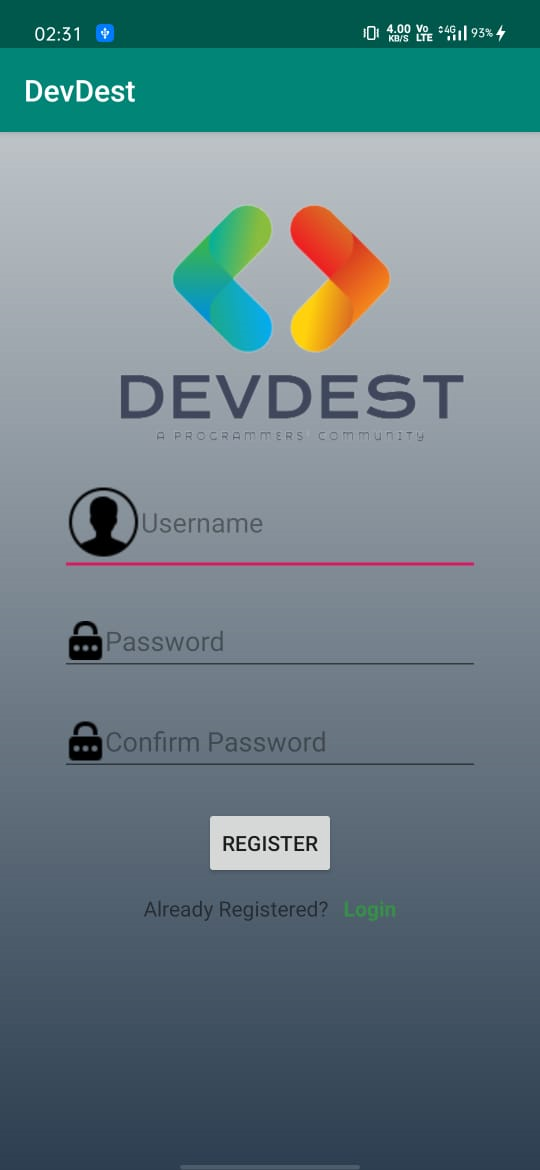 02:31 4.00 KB/S Vo LTE 4G 93%
DevDest
DEVDEST
A PROGRAMMERS' COMMUNITY
Username
Password
Confirm Password
REGISTER
Already Registered? Login